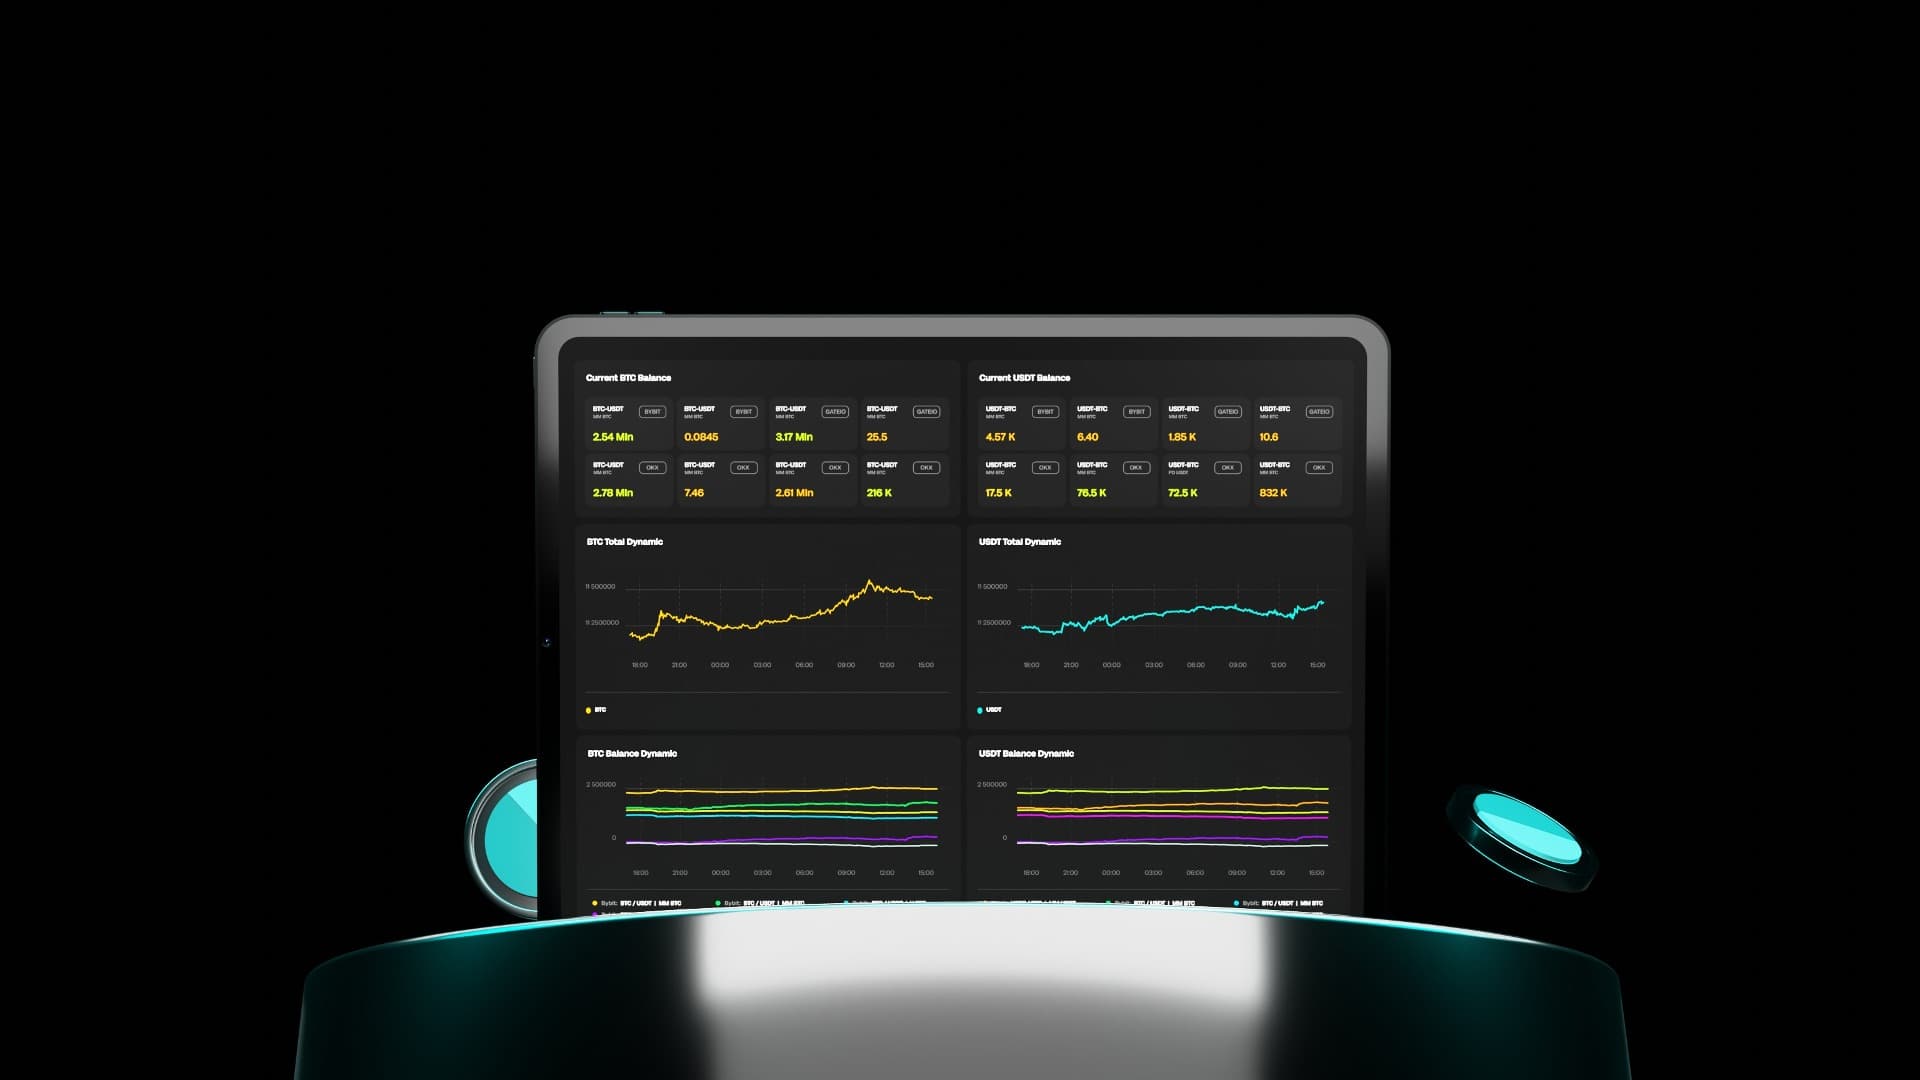 Current BTC Balance
BTC-USDT BYBIT
MM BTC
2.54 Mln
BTC-USDT BYBIT
MM BTC
0.0845
BTC-USDT GATEIO
MM BTC
3.17 Mln
BTC-USDT GATEIO
MM BTC
25.5
BTC-USDT OKX
MM BTC
2.78 Mln
BTC-USDT OKX
MM BTC
7.46
BTC-USDT OKX
MM BTC
2.61 Mln
BTC-USDT OKX
MM BTC
216 K
Current USDT Balance
USDT-BTC BYBIT
MM BTC
4.57 K
USDT-BTC BYBIT
MM BTC
6.40
USDT-BTC GATEIO
MM BTC
1.85 K
USDT-BTC GATEIO
MM BTC
10.6
USDT-BTC OKX
MM BTC
17.5 K
USDT-BTC OKX
MM BTC
76.5 K
USDT-BTC OKX
PD USDT
72.5 K
USDT-BTC OKX
MM BTC
832 K
BTC Total Dynamic
11 500000
11 2500000
18:00 21:00 00:00 03:00 06:00 09:00 12:00 15:00
BTC
USDT Total Dynamic
11 500000
11 2500000
18:00 21:00 00:00 03:00 06:00 09:00 12:00 15:00
USDT
BTC Balance Dynamic
2 500000
0
18:00 21:00 00:00 03:00 06:00 09:00 12:00 15:00
Bybit: BTC / USDT | MM BTC Bybit: BTC / USDT | MM BTC
USDT Balance Dynamic
2 500000
0
18:00 21:00 00:00 03:00 06:00 09:00 12:00 15:00
Bybit: BTC / USDT | MM BTC Bybit: BTC / USDT | MM BTC